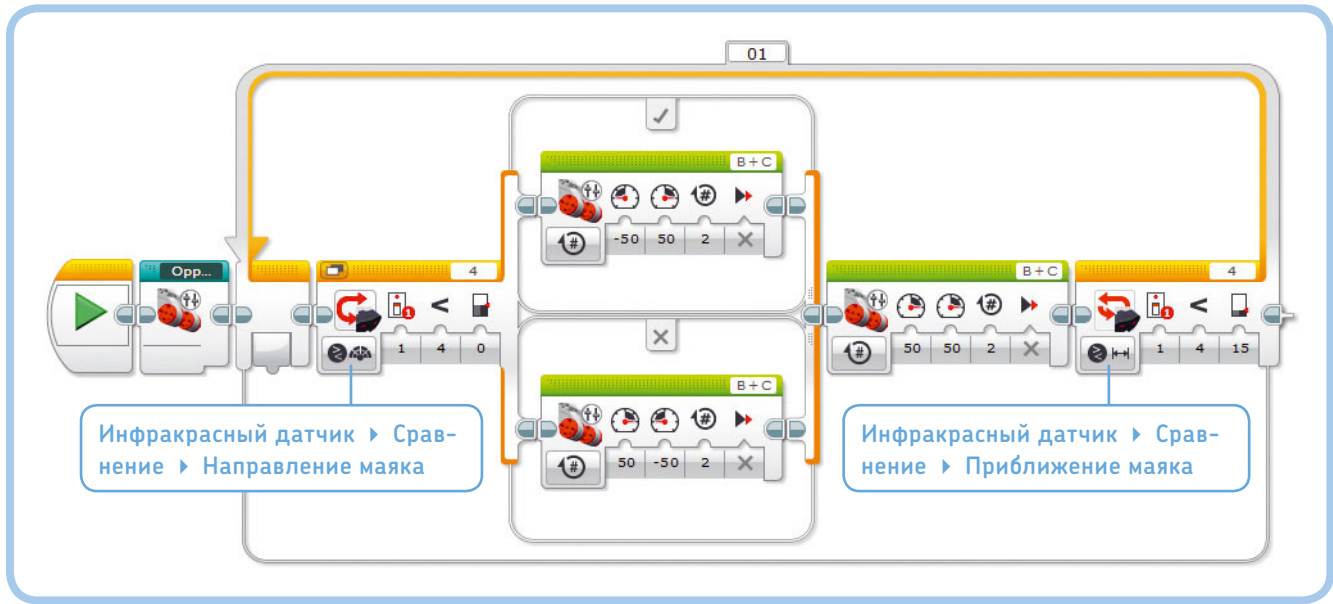 01
B+C
-50 50 2
Opp...
4
1 4 0
B+C
50 50 2
4
1 4 15
B+C
50 -50 2
Инфракрасный датчик ▸ Срав-
нение ▸ Направление маяка
Инфракрасный датчик ▸ Срав-
нение ▸ Приближение маяка